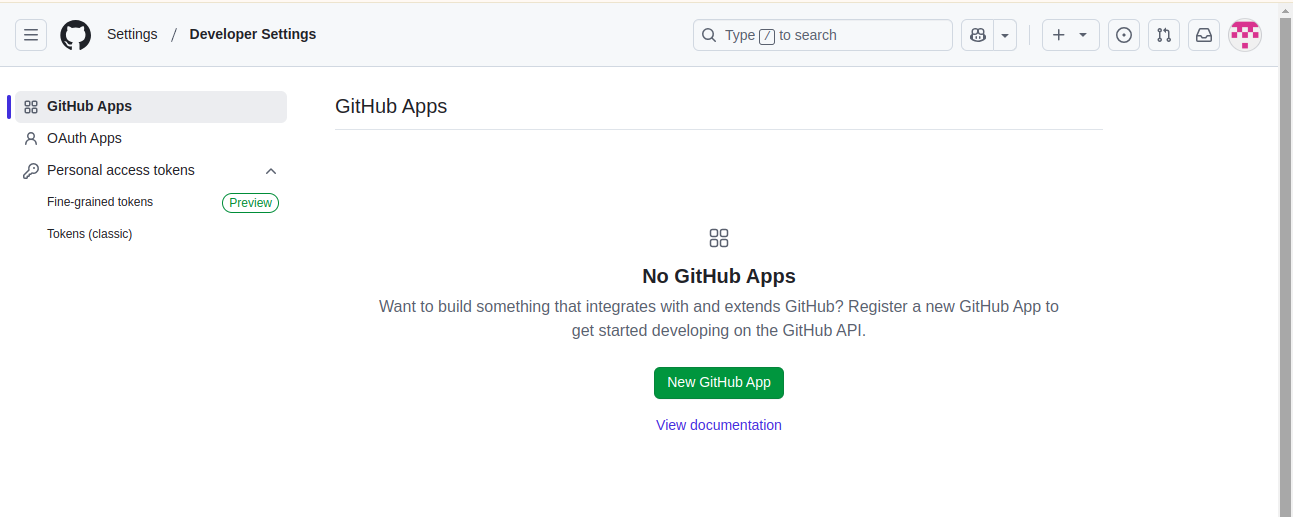 Settings / Developer Settings
Type / to search
GitHub Apps
OAuth Apps
Personal access tokens
Fine-grained tokens Preview
Tokens (classic)
GitHub Apps
No GitHub Apps
Want to build something that integrates with and extends GitHub? Register a new GitHub App to
get started developing on the GitHub API.
New GitHub App
View documentation